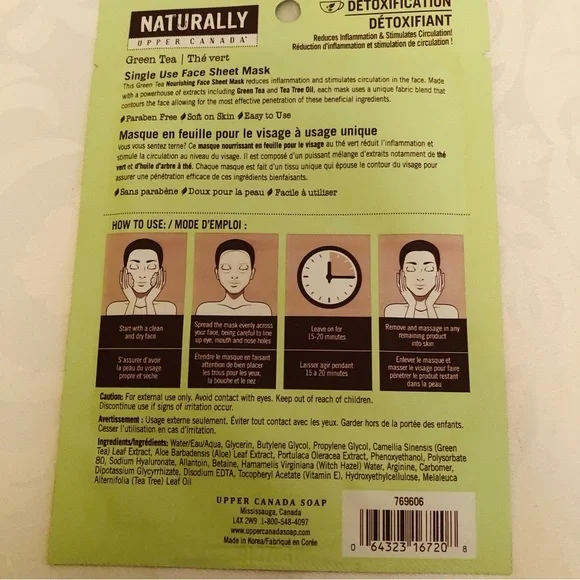 NATURALLY
UPPER CANADA
DETOXIFICATION
DÉTOXIFIANT
Reduces Inflammation & Stimulates Circulation!
Réduction d'inflammation et stimulation de circulation !
Green Tea | Thé vert
Single Use Face Sheet Mask
This Green Tea Nourishing Face Sheet Mask reduces inflammation and stimulates circulation in the face. Made
with a powerhouse of extracts including Green Tea and Tea Tree Oil, each mask uses a unique fabric blend that
contours the face allowing for the most effective penetration of these beneficial ingredients.
Paraben Free Soft on Skin Easy to Use
Masque en feuille pour le visage à usage unique
Vous vous sentez terne? Ce masque nourrissant en feuille pour le visage au thé vert réduit l'inflammation et
stimule la circulation au niveau du visage. Il est composé d'un puissant mélange d'extraits notamment de thé
vert et d'huile d'arbre à thé. Chaque masque est fait d'un tissu unique qui épouse le contour du visage pour
assurer une pénétration efficace de ces ingrédients bienfaisants.
Sans parabène Doux pour la peau Facile à utiliser
HOW TO USE: / MODE D'EMPLOI :
Start with a clean
and dry face
S'assurer d'avoir
la peau du visage
propre et sèche
Spread the mask evenly across
your face, being careful to line
up eye, mouth and nose holes
Étendre le masque en faisant
attention de bien placer
les trous pour les yeux,
la bouche et le nez
Leave on for
15-20 minutes
Laisser agir pendant
15 à 20 minutes
Remove and massage in any
remaining product
into skin
Enlever le masque et
masser le visage pour faire
pénétrer le produit restant
dans la peau
Caution: For external use only. Avoid contact with eyes. Keep out of reach of children.
Discontinue use if signs of irritation occur.
Avertissement : Usage externe seulement. Éviter tout contact avec les yeux. Garder hors de la portée des enfants.
Cesser l'utilisation en cas d'irritation.
Ingredients/Ingrédients: Water/Eau/Aqua, Glycerin, Butylene Glycol, Propylene Glycol, Camellia Sinensis (Green
Tea) Leaf Extract, Aloe Barbadensis (Aloe) Leaf Extract, Portulaca Oleracea Extract, Phenoxyethanol, Polysorbate
80, Sodium Hyaluronate, Allantoin, Betaine, Hamamelis Virginiana (Witch Hazel) Water, Arginine, Carbomer,
Dipotassium Glycyrrhizate, Disodium EDTA, Tocopheryl Acetate (Vitamin E), Hydroxyethylcellulose, Melaleuca
Alternifolia (Tea Tree) Leaf Oil
UPPER CANADA SOAP
Mississauga, Canada
L4X 2W9 1-800-548-4097
www.uppercanadasoap.com
Made in Korea/Fabriqué en Corée
769606
0 64323 16720 8